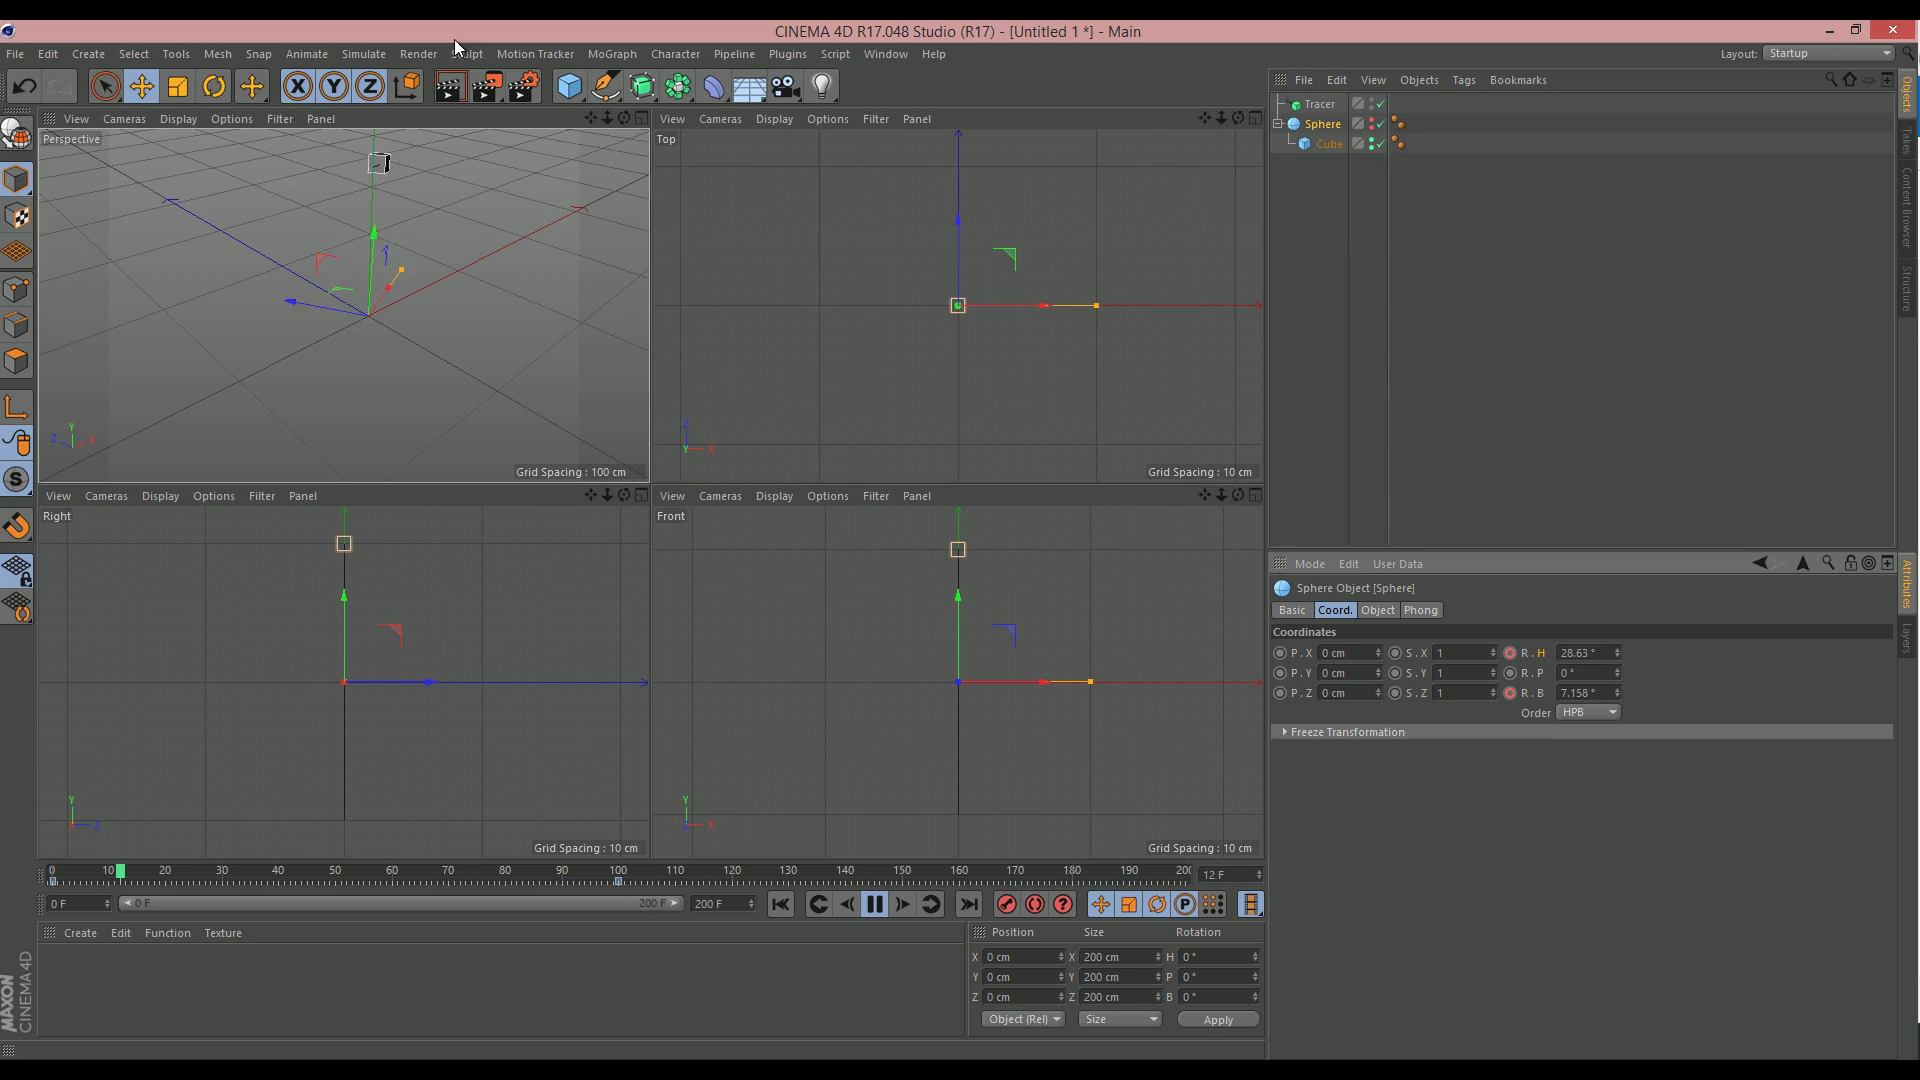 CINEMA 4D R17.048 Studio (R17) - [Untitled 1 *] - Main
File Edit Create Select Tools Mesh Snap Animate Simulate Render Sculpt Motion Tracker MoGraph Character Pipeline Plugins Script Window Help
Layout: Startup
X Y Z
File Edit View Objects Tags Bookmarks
Tracer
Sphere
Cube
Objects
Takes
Content Browser
Structure
View Cameras Display Options Filter Panel
Perspective
Y
Z X
Grid Spacing : 100 cm
View Cameras Display Options Filter Panel
Top
Z
Y X
Grid Spacing : 10 cm
View Cameras Display Options Filter Panel
Right
Y
X Z
Grid Spacing : 10 cm
View Cameras Display Options Filter Panel
Front
Y
Z X
Grid Spacing : 10 cm
Mode Edit User Data
Sphere Object [Sphere]
Basic Coord. Object Phong
Coordinates
P . X 0 cm S . X 1 R . H 28.63 °
P . Y 0 cm S . Y 1 R . P 0 °
P . Z 0 cm S . Z 1 R . B 7.158 °
Order HPB
Freeze Transformation
Attributes
Layers
0 10 20 30 40 50 60 70 80 90 100 110 120 130 140 150 160 170 180 190 200
12 F
0 F 0 F 200 F 200 F
Create Edit Function Texture
Position Size Rotation
X 0 cm X 200 cm H 0 °
Y 0 cm Y 200 cm P 0 °
Z 0 cm Z 200 cm B 0 °
Object (Rel) Size Apply
MAXON
CINEMA 4D